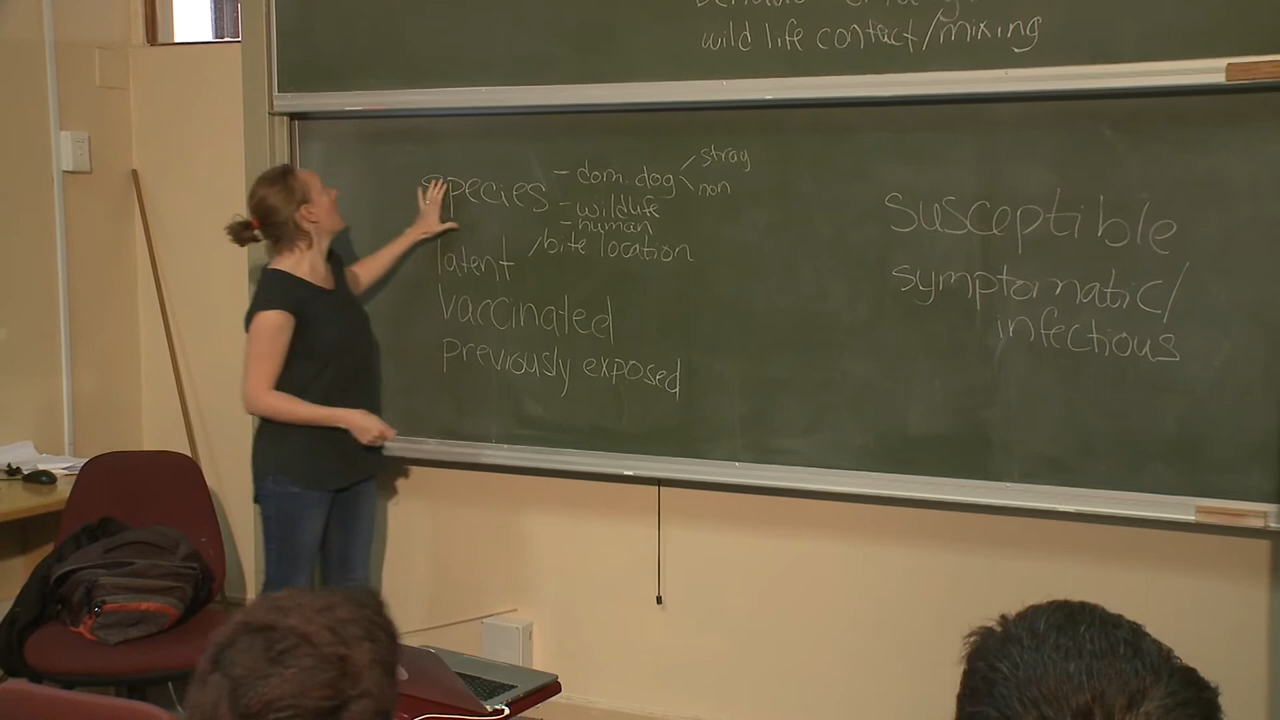 wild life contact/mixing
species - dom. dog stray
non
- wildlife
- human
latent /bite location
vaccinated
previously exposed
susceptible
symptomatic/
infectious